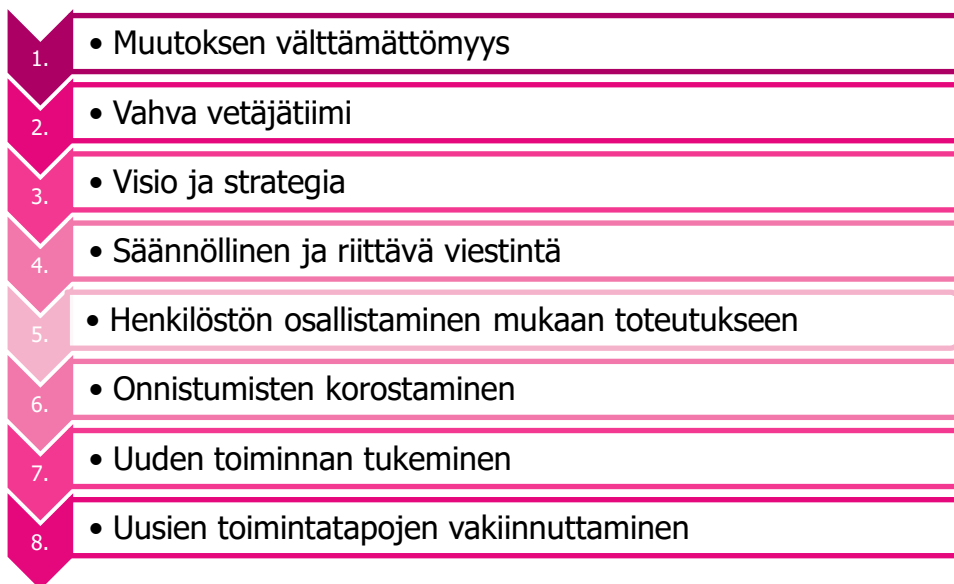 1. • Muutoksen välttämättömyys
2. • Vahva vetäjätiimi
3. • Visio ja strategia
4. • Säännöllinen ja riittävä viestintä
5. • Henkilöstön osallistaminen mukaan toteutukseen
6. • Onnistumisten korostaminen
7. • Uuden toiminnan tukeminen
8. • Uusien toimintatapojen vakiinnuttaminen